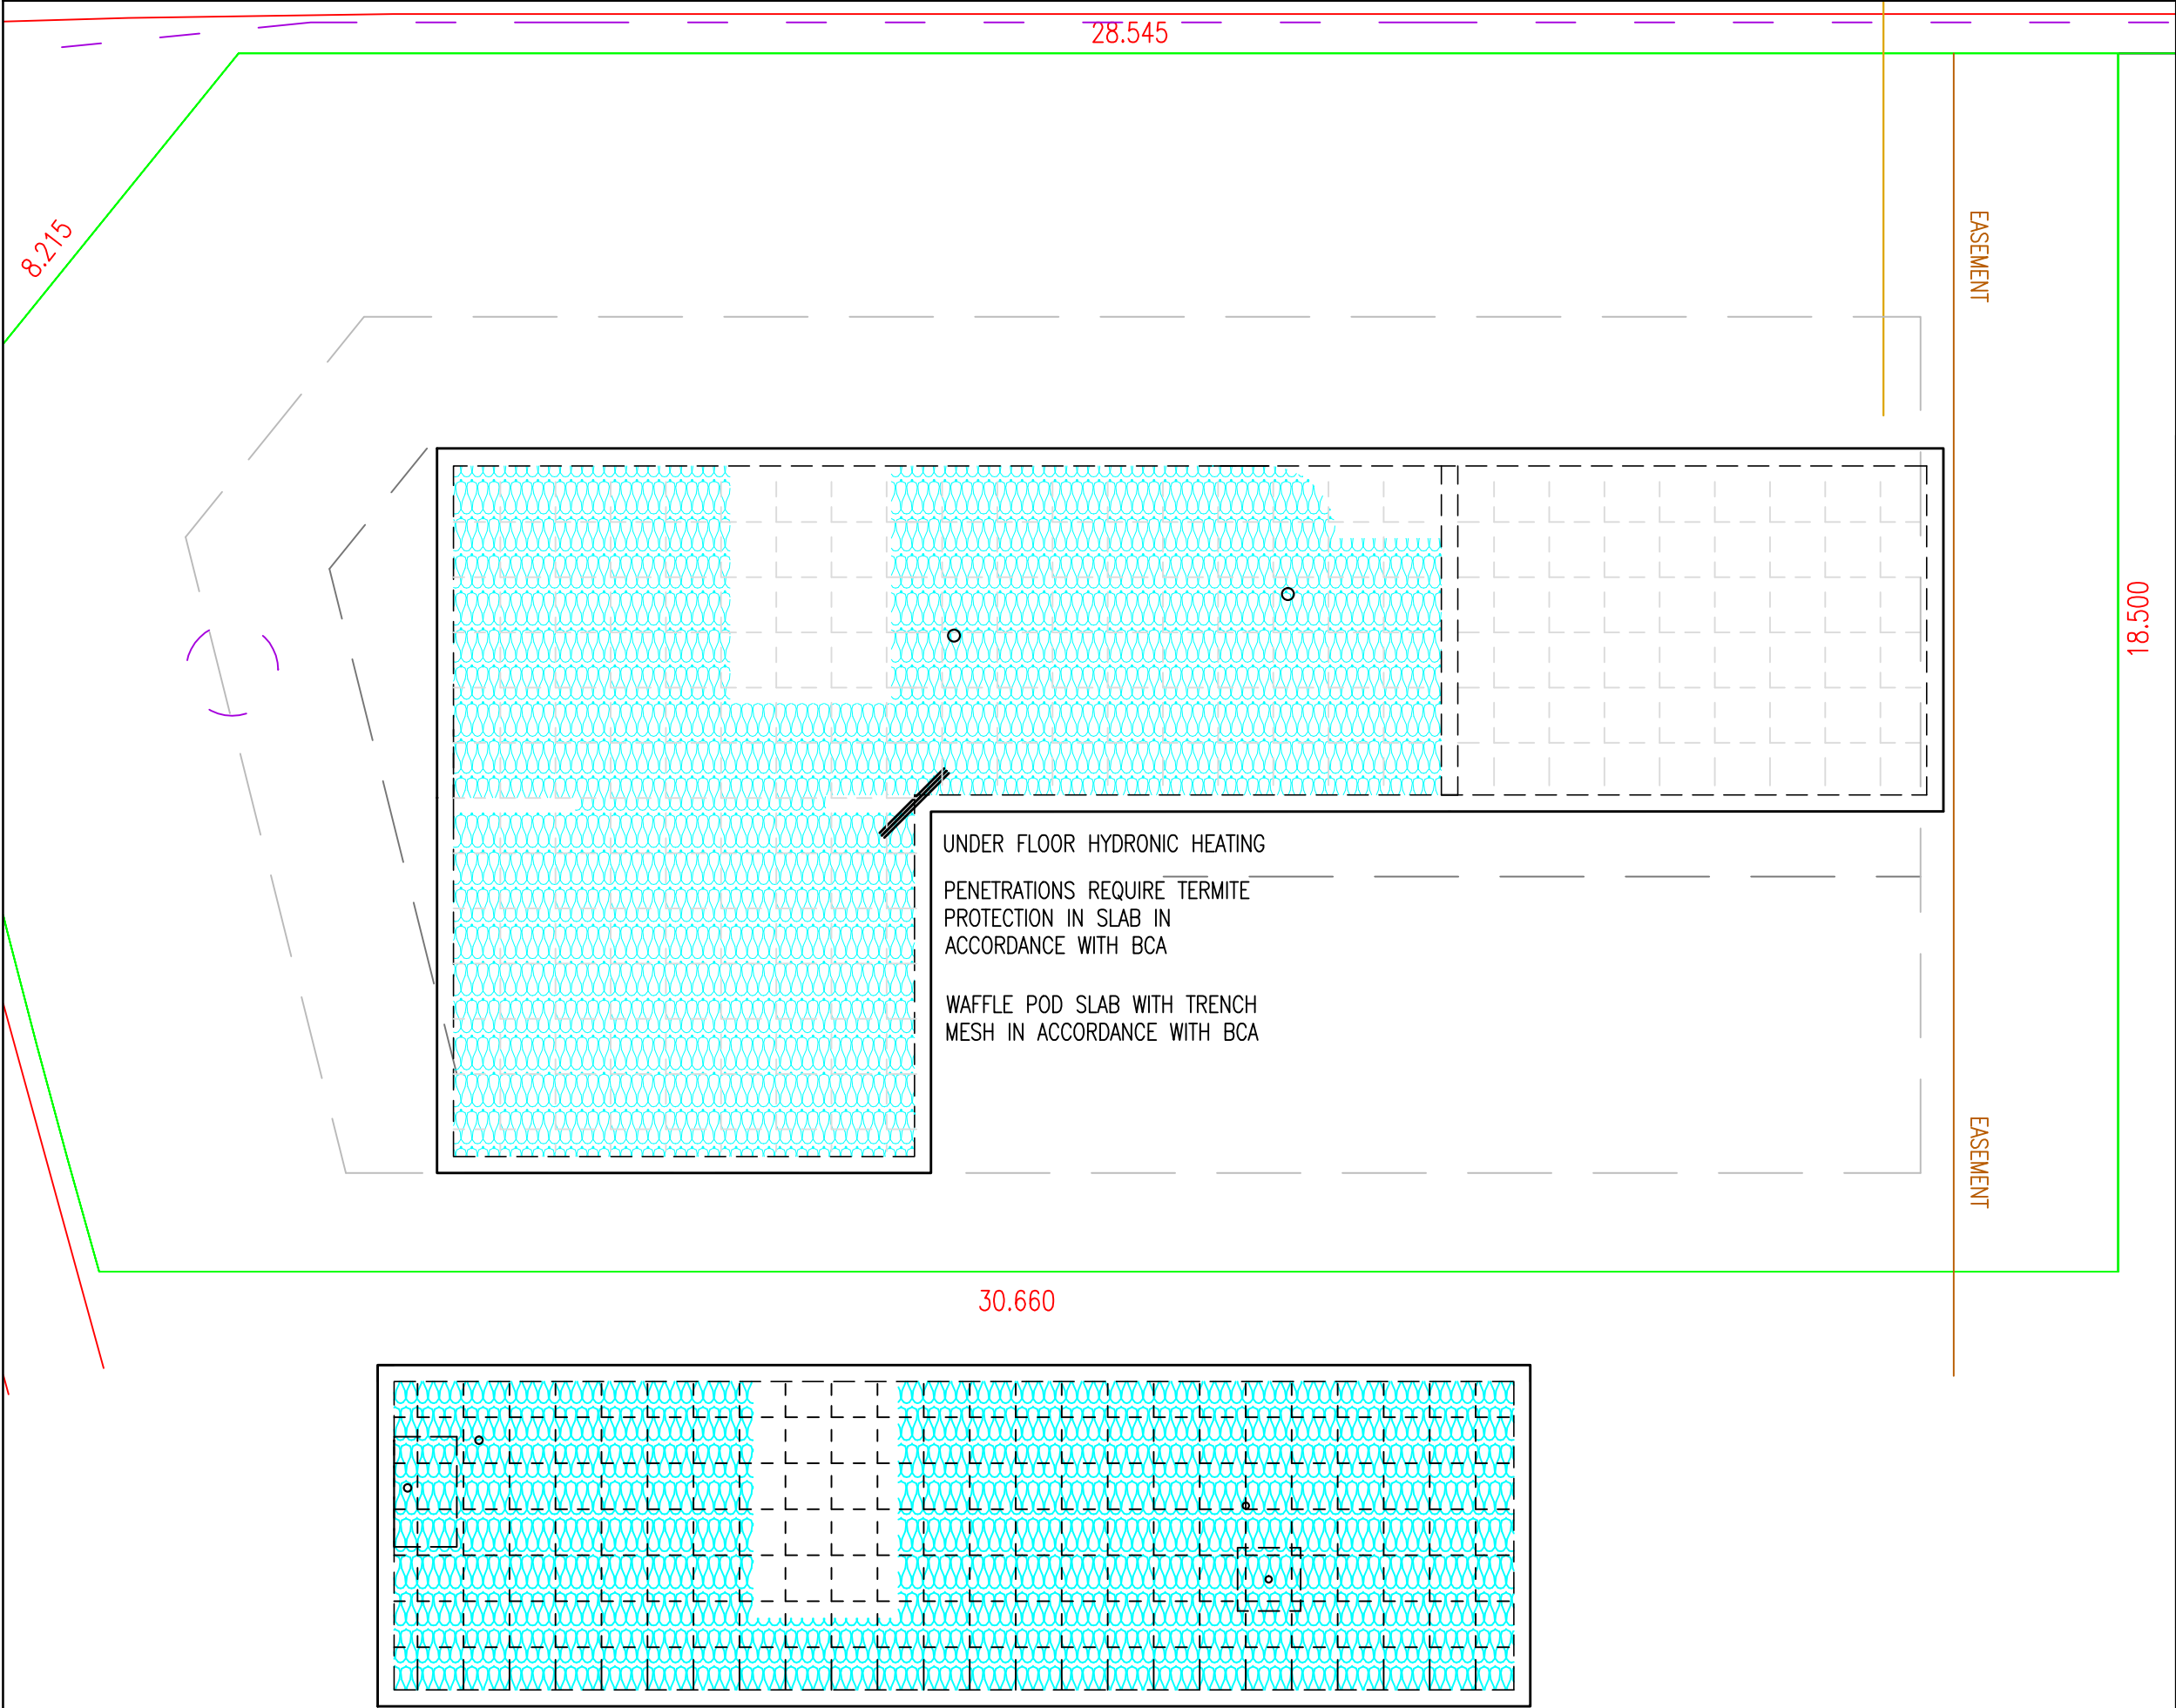 28.545
8.215
EASEMENT
18.500
UNDER FLOOR HYDRONIC HEATING
PENETRATIONS REQUIRE TERMITE
PROTECTION IN SLAB IN
ACCORDANCE WITH BCA
WAFFLE POD SLAB WITH TRENCH
MESH IN ACCORDANCE WITH BCA
EASEMENT
30.660